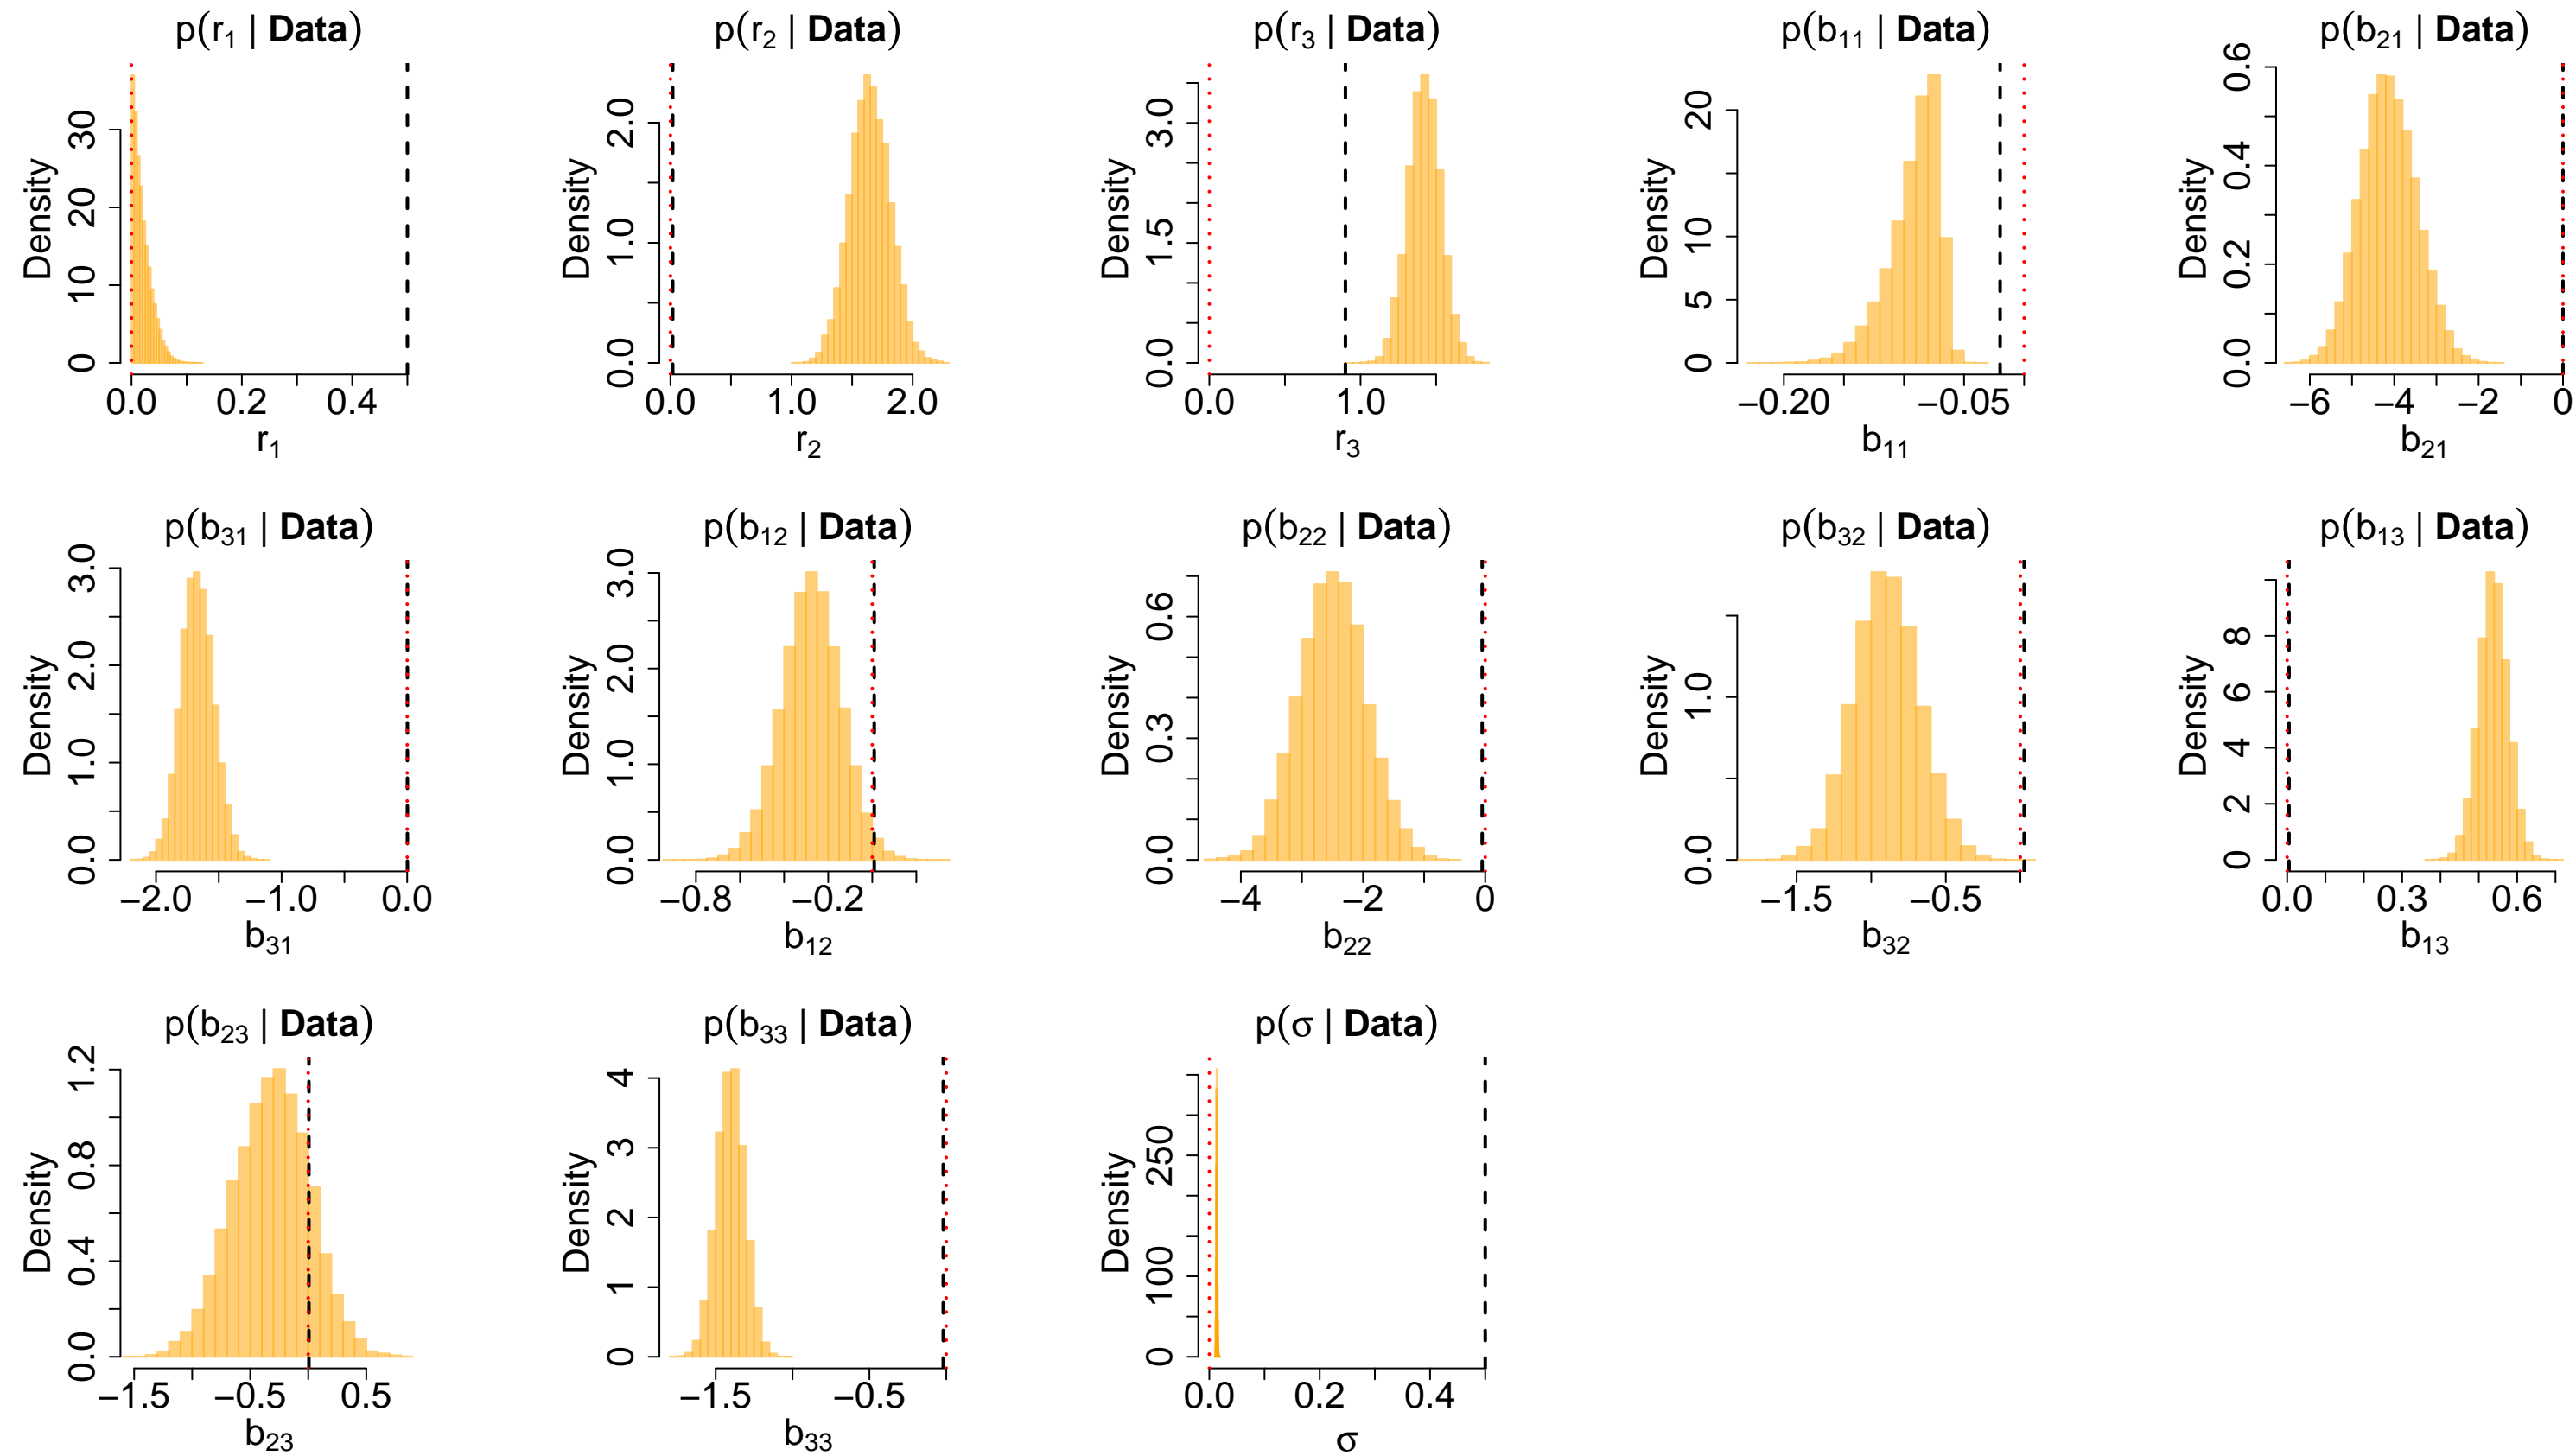 p(r₁ | Data) p(r₂ | Data) p(r₃ | Data) p(b₁₁ | Data) p(b₂₁ | Data)
Density 0 10 20 30
0.0 0.2 0.4
r₁
Density 0.0 1.0 2.0
0.0 1.0 2.0
r₂
Density 0.0 1.5 3.0
0.0 1.0
r₃
Density 0 5 10 20
−0.20 −0.05
b₁₁
Density 0.0 0.2 0.4 0.6
−6 −4 −2 0
b₂₁
p(b₃₁ | Data) p(b₁₂ | Data) p(b₂₂ | Data) p(b₃₂ | Data) p(b₁₃ | Data)
Density 0.0 1.0 2.0 3.0
−2.0 −1.0 0.0
b₃₁
Density 0.0 1.0 2.0 3.0
−0.8 −0.2
b₁₂
Density 0.0 0.3 0.6
−4 −2 0
b₂₂
Density 0.0 1.0
−1.5 −0.5
b₃₂
Density 0 2 4 6 8
0.0 0.3 0.6
b₁₃
p(b₂₃ | Data) p(b₃₃ | Data) p(σ | Data)
Density 0.0 0.4 0.8 1.2
−1.5 −0.5 0.5
b₂₃
Density 0 1 2 3 4
−1.5 −0.5
b₃₃
Density 0 100 250
0.0 0.2 0.4
σ